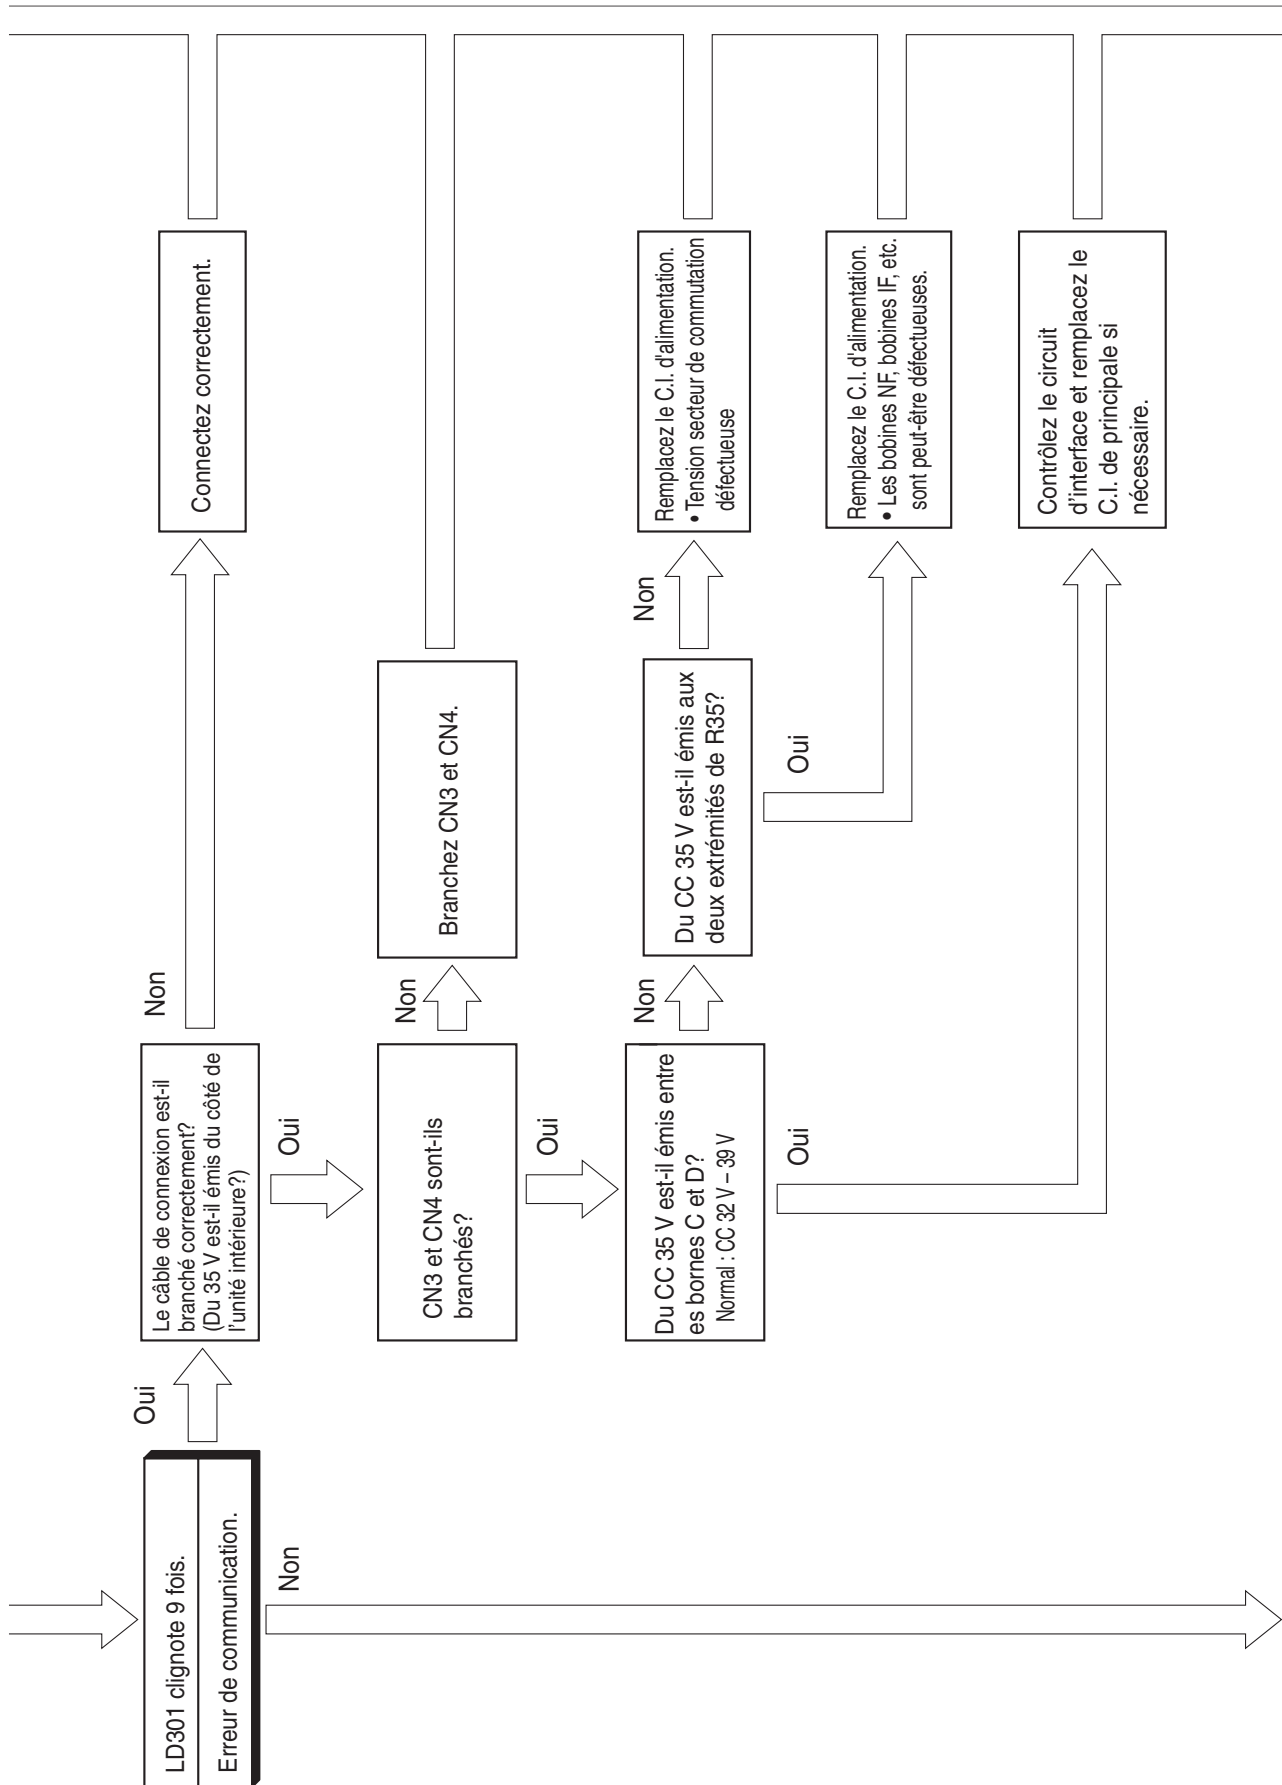 LD301 clignote 9 fois.
Erreur de communication.
Non
Oui
Le câble de connexion est-il
branché correctement?
(Du 35 V est-il émis du côté de
l'unité intérieure?)
Non
Connectez correctement.
Oui
CN3 et CN4 sont-ils
branchés?
Non
Branchez CN3 et CN4.
Oui
Du CC 35 V est-il émis entre
es bornes C et D?
Normal : CC 32 V – 39 V
Non
Du CC 35 V est-il émis aux
deux extrémités de R35?
Non
Remplacez le C.I. d'alimentation.
• Tension secteur de commutation
défectueuse
Oui
Remplacez le C.I. d'alimentation.
• Les bobines NF, bobines IF, etc.
sont peut-être défectueuses.
Oui
Contrôlez le circuit
d'interface et remplacez le
C.I. de principale si
nécessaire.